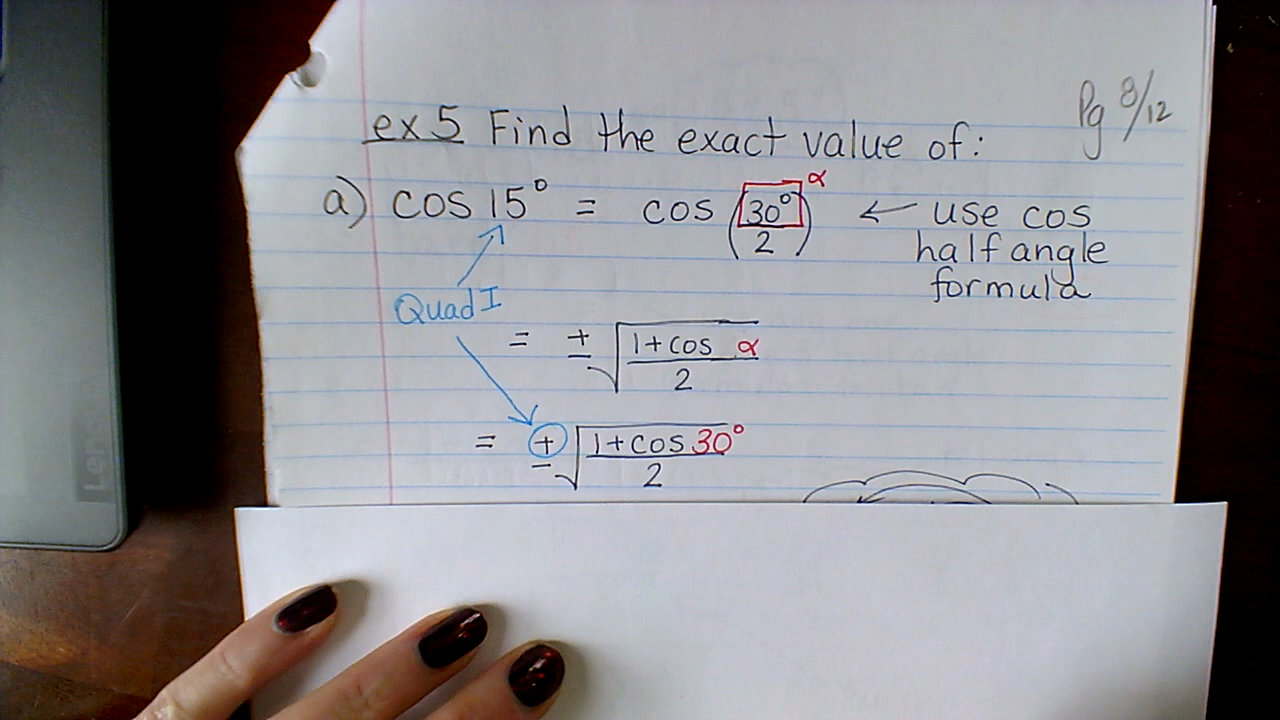 Pg 8/12
ex 5 Find the exact value of:
a) cos 15° = cos (30°/2) α ← use cos
half angle
formula
Quad I
= ± √((1 + cos α)/2)
= ± √((1 + cos 30°)/2)
Lenovo